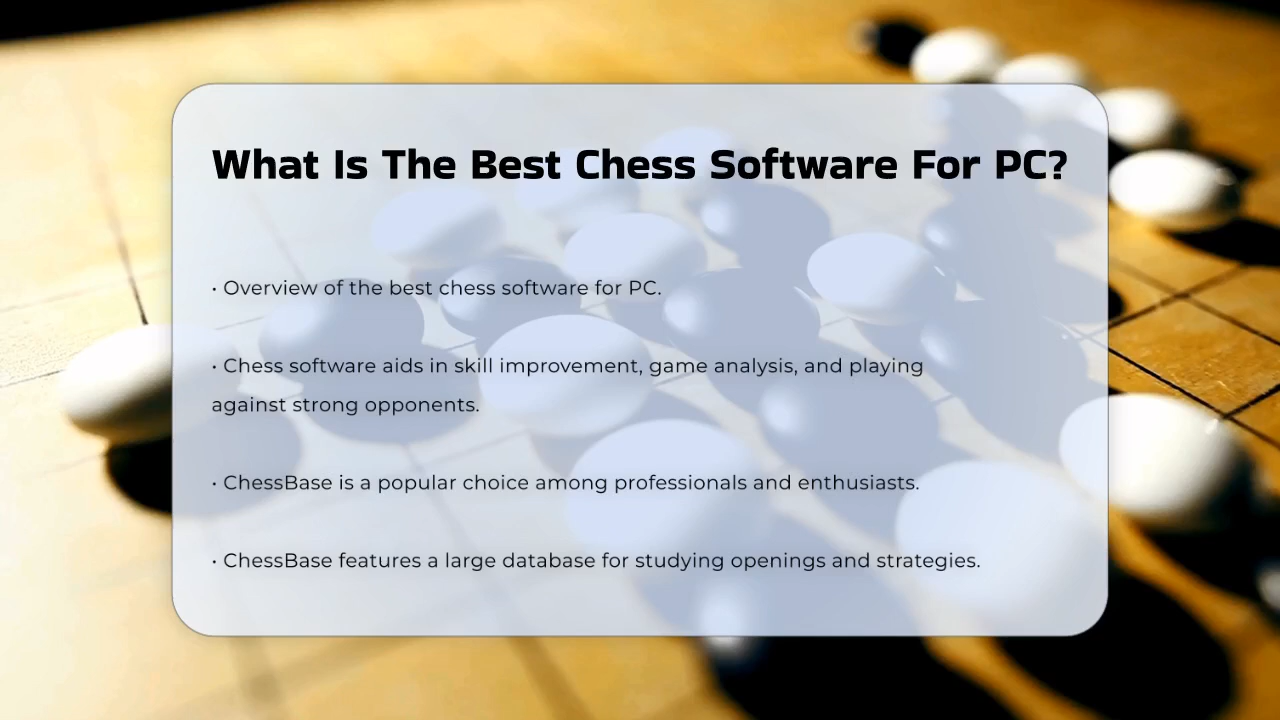 What Is The Best Chess Software For PC?
• Overview of the best chess software for PC.
• Chess software aids in skill improvement, game analysis, and playing
against strong opponents.
• ChessBase is a popular choice among professionals and enthusiasts.
• ChessBase features a large database for studying openings and strategies.